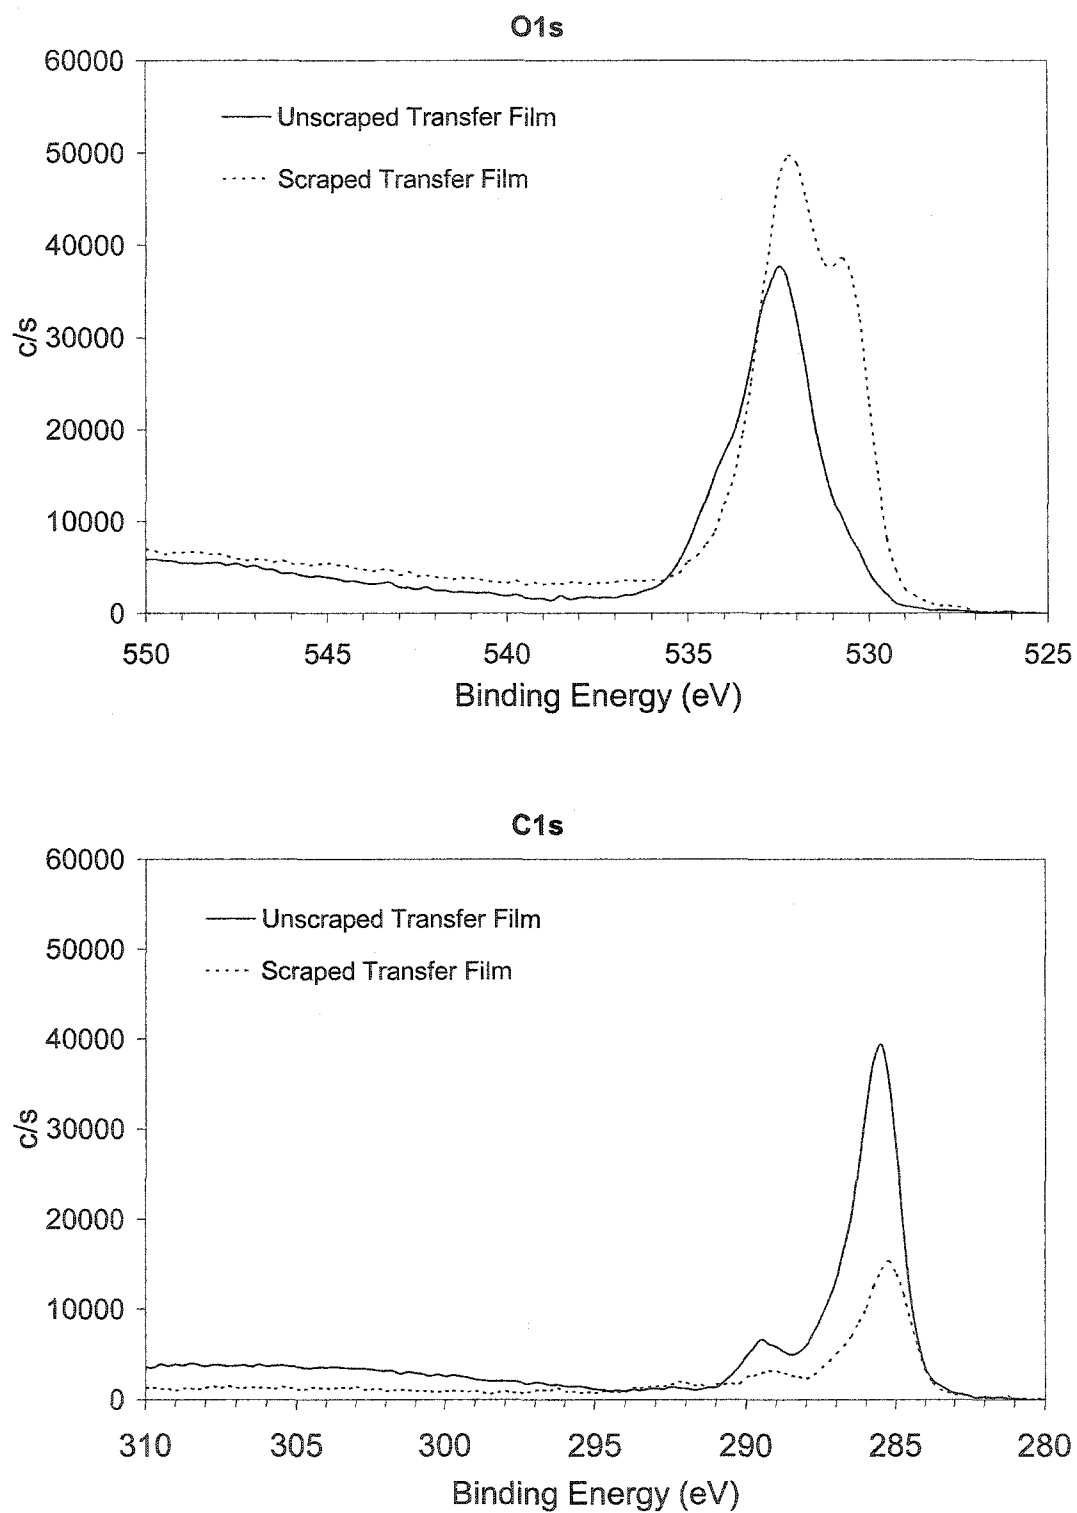 O1s
60000
50000
40000
30000
20000
10000
0
c/s
Unscraped Transfer Film
Scraped Transfer Film
550 545 540 535 530 525
Binding Energy (eV)
C1s
60000
50000
40000
30000
20000
10000
0
c/s
Unscraped Transfer Film
Scraped Transfer Film
310 305 300 295 290 285 280
Binding Energy (eV)